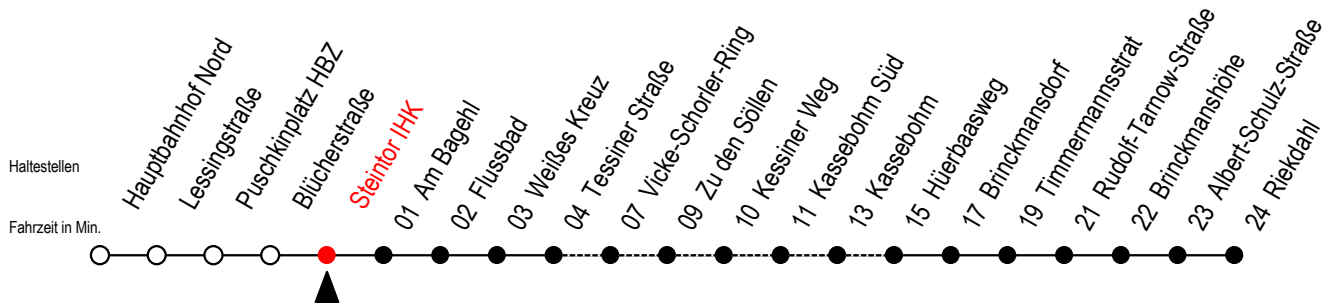 Hauptbahnhof Nord
Lessingstraße
Puschkinplatz HBZ
Blücherstraße
Steintor IHK
01 Am Bagehl
02 Flussbad
03 Weißes Kreuz
04 Tessiner Straße
07 Vicke-Schorler-Ring
09 Zu den Söllen
10 Kessiner Weg
11 Kassebohm Süd
13 Kassebohm
15 Hüerbaasweg
17 Brinckmansdorf
19 Timmermannsstrat
21 Rudolf-Tarnow-Straße
22 Brinckmanshöhe
23 Albert-Schulz-Straße
24 Riekdahl
Haltestellen
Fahrzeit in Min.